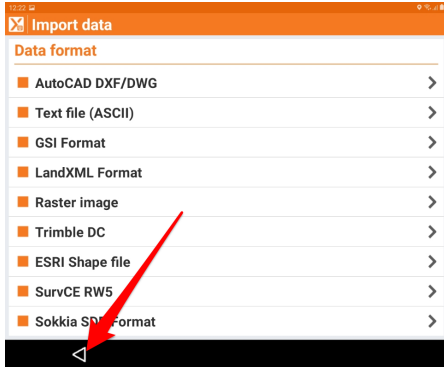 12:22
Import data
Data format
AutoCAD DXF/DWG
Text file (ASCII)
GSI Format
LandXML Format
Raster image
Trimble DC
ESRI Shape file
SurvCE RW5
Sokkia SDR Format